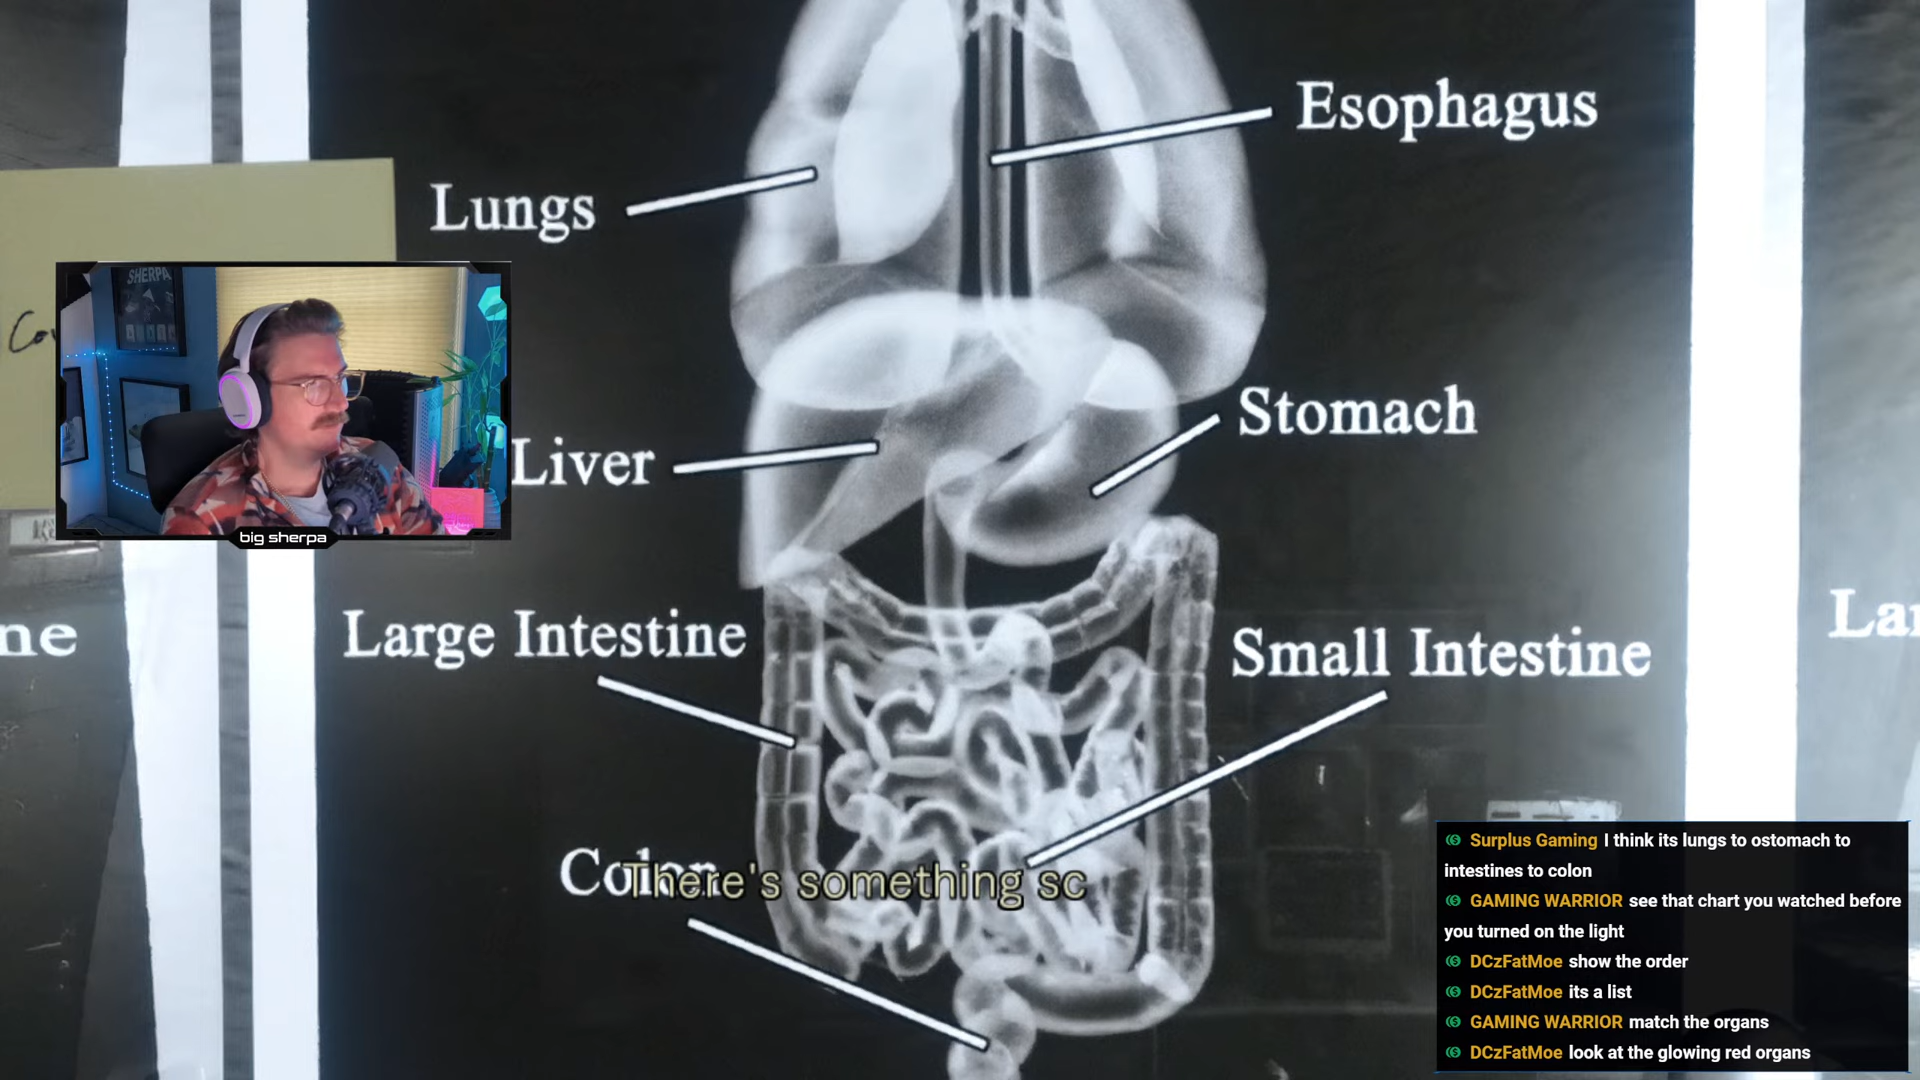 Esophagus
Lungs
SHERPA
Stomach
Liver
big sherpa
Large Intestine
Small Intestine
ne
Colon
There's something sc
Surplus Gaming I think its lungs to ostomach to
intestines to colon
GAMING WARRIOR see that chart you watched before
you turned on the light
DCzFatMoe show the order
DCzFatMoe its a list
GAMING WARRIOR match the organs
DCzFatMoe look at the glowing red organs